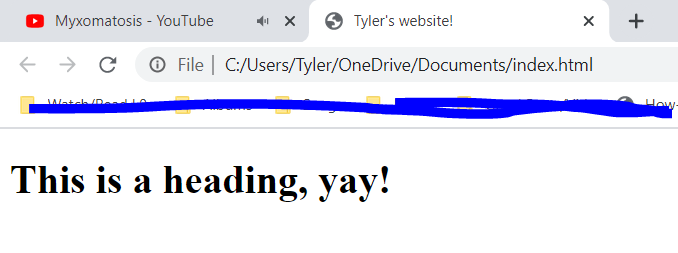 Myxomatosis - YouTube
Tyler's website!
File | C:/Users/Tyler/OneDrive/Documents/index.html
This is a heading, yay!